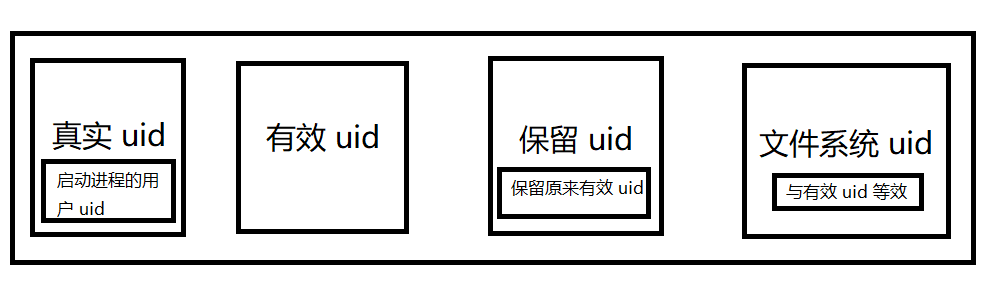 真实 uid
启动进程的用
户 uid
有效 uid
保留 uid
保留原来有效 uid
文件系统 uid
与有效 uid 等效